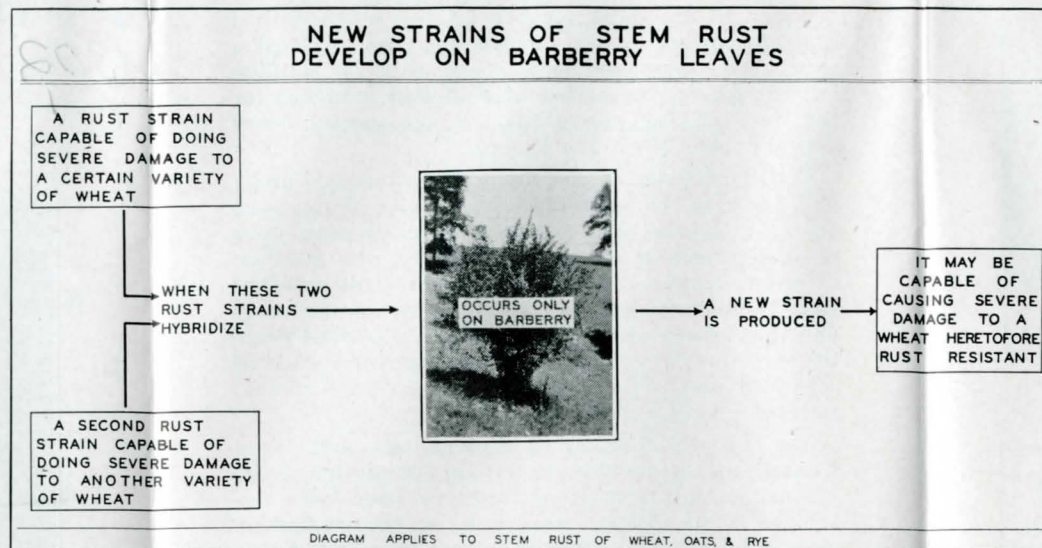 NEW STRAINS OF STEM RUST
DEVELOP ON BARBERRY LEAVES
A RUST STRAIN
CAPABLE OF DOING
SEVERE DAMAGE TO
A CERTAIN VARIETY
OF WHEAT
A SECOND RUST
STRAIN CAPABLE OF
DOING SEVERE DAMAGE
TO ANOTHER VARIETY
OF WHEAT
WHEN THESE TWO
RUST STRAINS
HYBRIDIZE
OCCURS ONLY
ON BARBERRY
A NEW STRAIN
IS PRODUCED
IT MAY BE
CAPABLE OF
CAUSING SEVERE
DAMAGE TO A
WHEAT HERETOFORE
RUST RESISTANT
DIAGRAM APPLIES TO STEM RUST OF WHEAT, OATS, & RYE